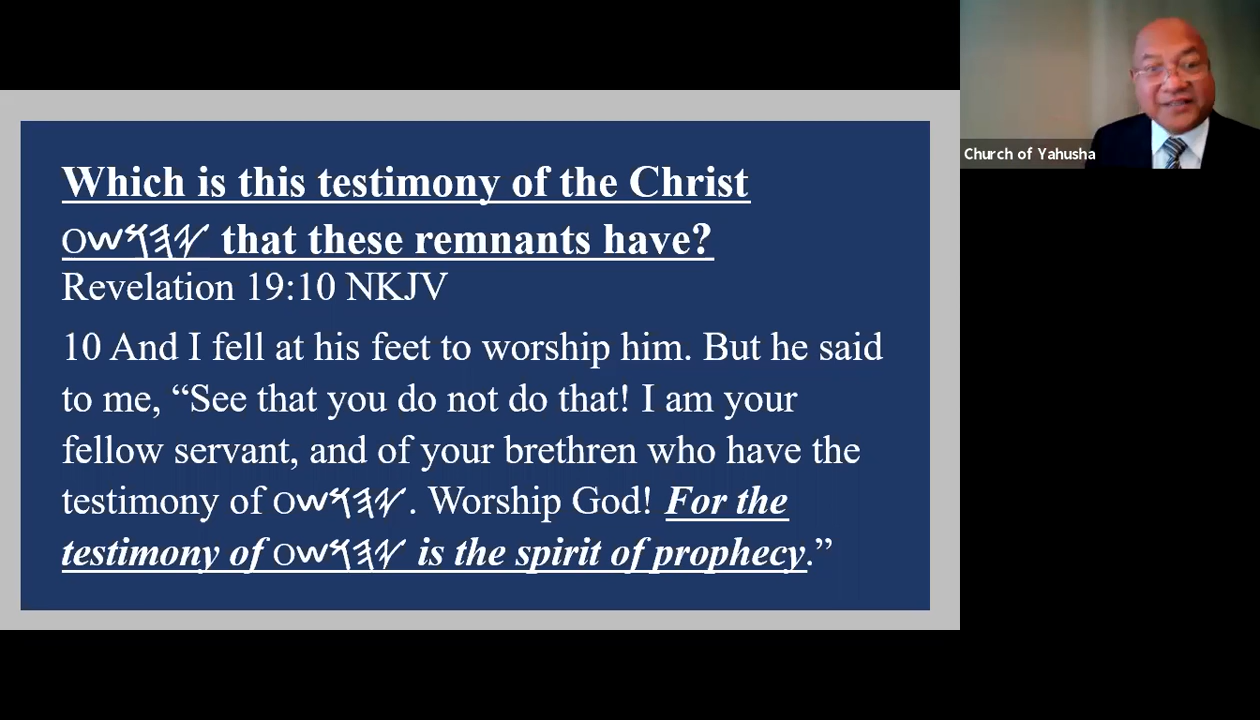 Which is this testimony of the Christ
𐤉𐤄𐤅𐤔𐤏 that these remnants have?
Revelation 19:10 NKJV
10 And I fell at his feet to worship him. But he said
to me, “See that you do not do that! I am your
fellow servant, and of your brethren who have the
testimony of 𐤉𐤄𐤅𐤔𐤏. Worship God! For the
testimony of 𐤉𐤄𐤅𐤔𐤏 is the spirit of prophecy.”
Church of Yahusha